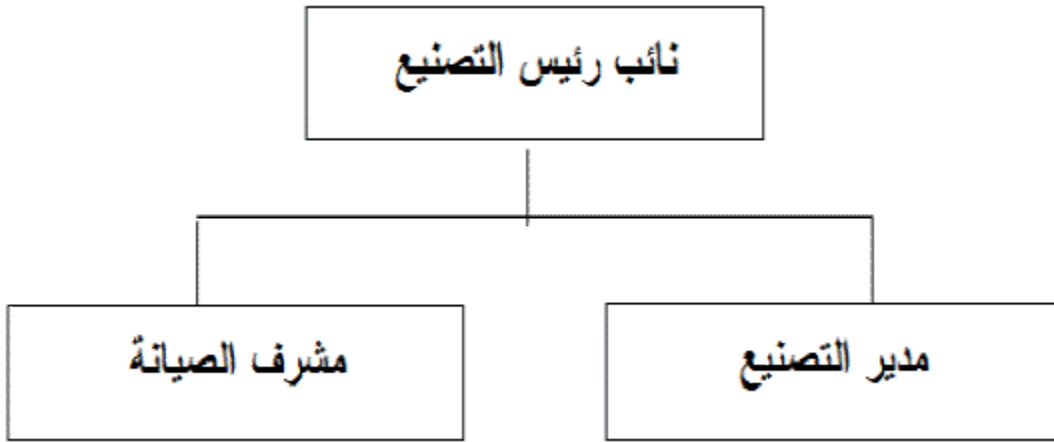 نائب رئيس التصنيع
مدير التصنيع
مشرف الصيانة